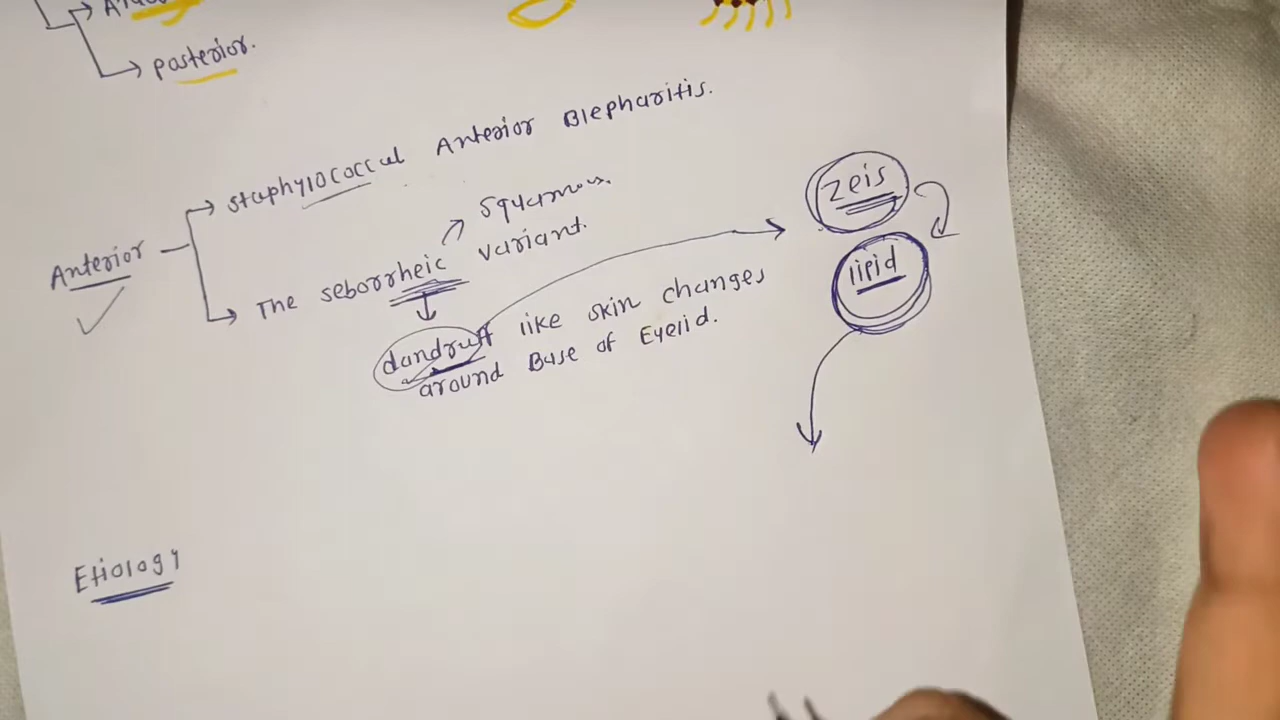 posterior.
staphylococcal Anterior Blepharitis.
Anterior
squamous
The seborrheic variant.
dandruff like skin changes
around Base of Eyelid.
Zeis
lipid
Etiology